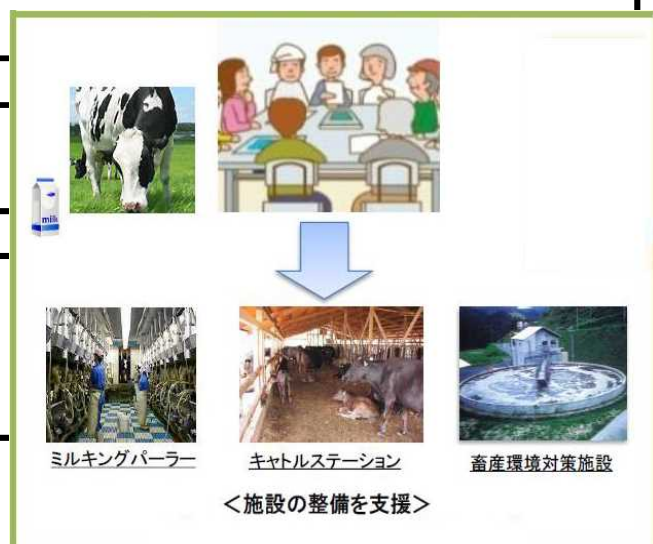 milk
ミルキングパーラー
キャトルステーション
畜産環境対策施設
＜施設の整備を支援＞